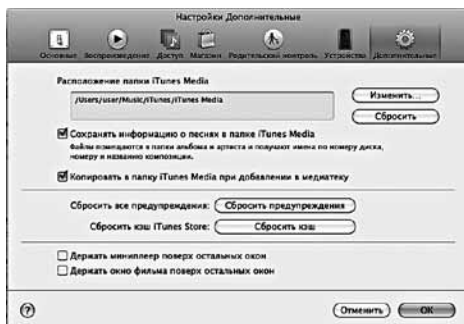 Настройки Дополнительные
Основные Воспроизведение Доступ Магазин Родительский контроль Устройства Дополнительные
Расположение папки iTunes Media
/Users/user/Music/iTunes/iTunes Media
Изменить...
Сбросить
Сохранять информацию о песнях в папке iTunes Media
Файлы помещаются в папки альбома и артиста и получают имена по номеру диска,
номеру и названию композиции.
Копировать в папку iTunes Media при добавлении в медиатеку
Сбросить все предупреждения: Сбросить предупреждения
Сбросить кэш iTunes Store: Сбросить кэш
Держать миниплеер поверх остальных окон
Держать окно фильма поверх остальных окон
? Отменить OK